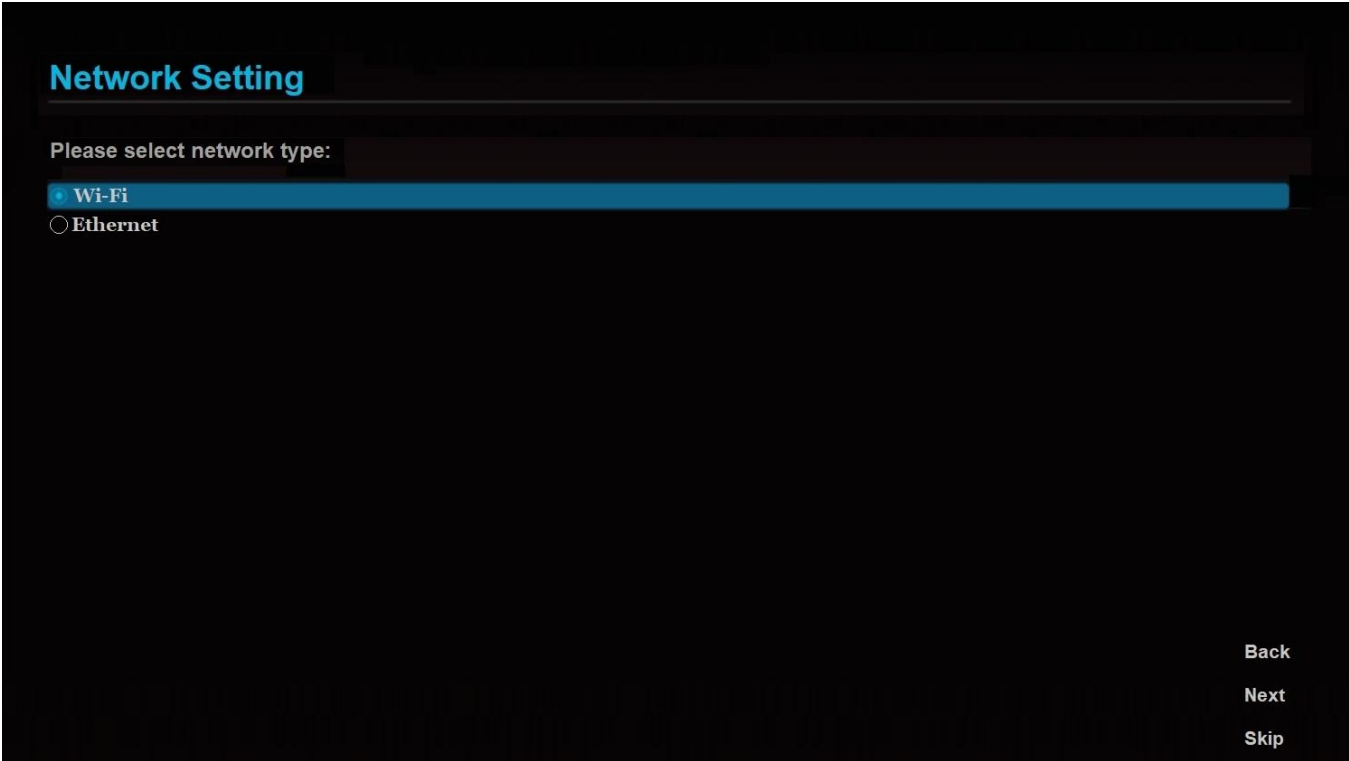 Network Setting
Please select network type:
Wi-Fi
Ethernet
Back
Next
Skip